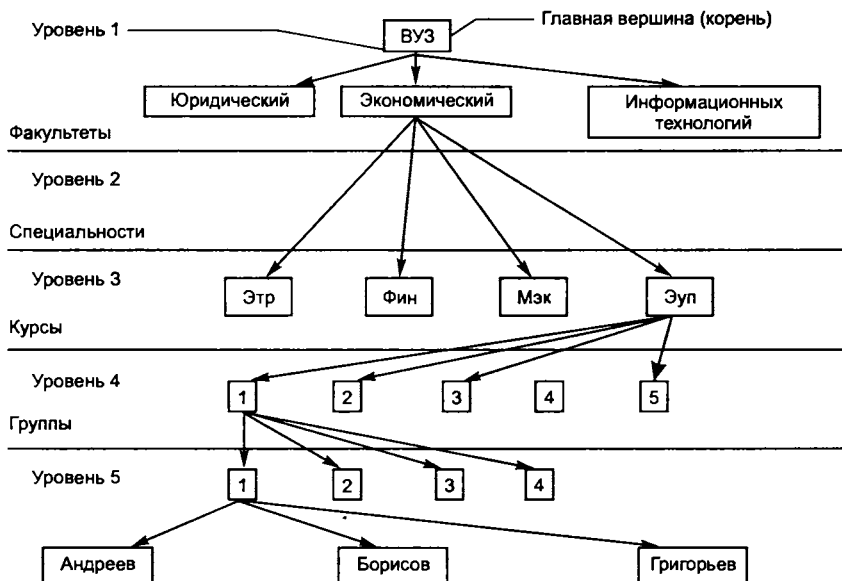 Уровень 1
ВУЗ
Главная вершина (корень)
Юридический
Экономический
Информационных
технологий
Факультеты
Уровень 2
Специальности
Уровень 3
Этр
Фин
Мэк
Эуп
Курсы
Уровень 4
1
2
3
4
5
Группы
Уровень 5
1
2
3
4
Андреев
Борисов
Григорьев